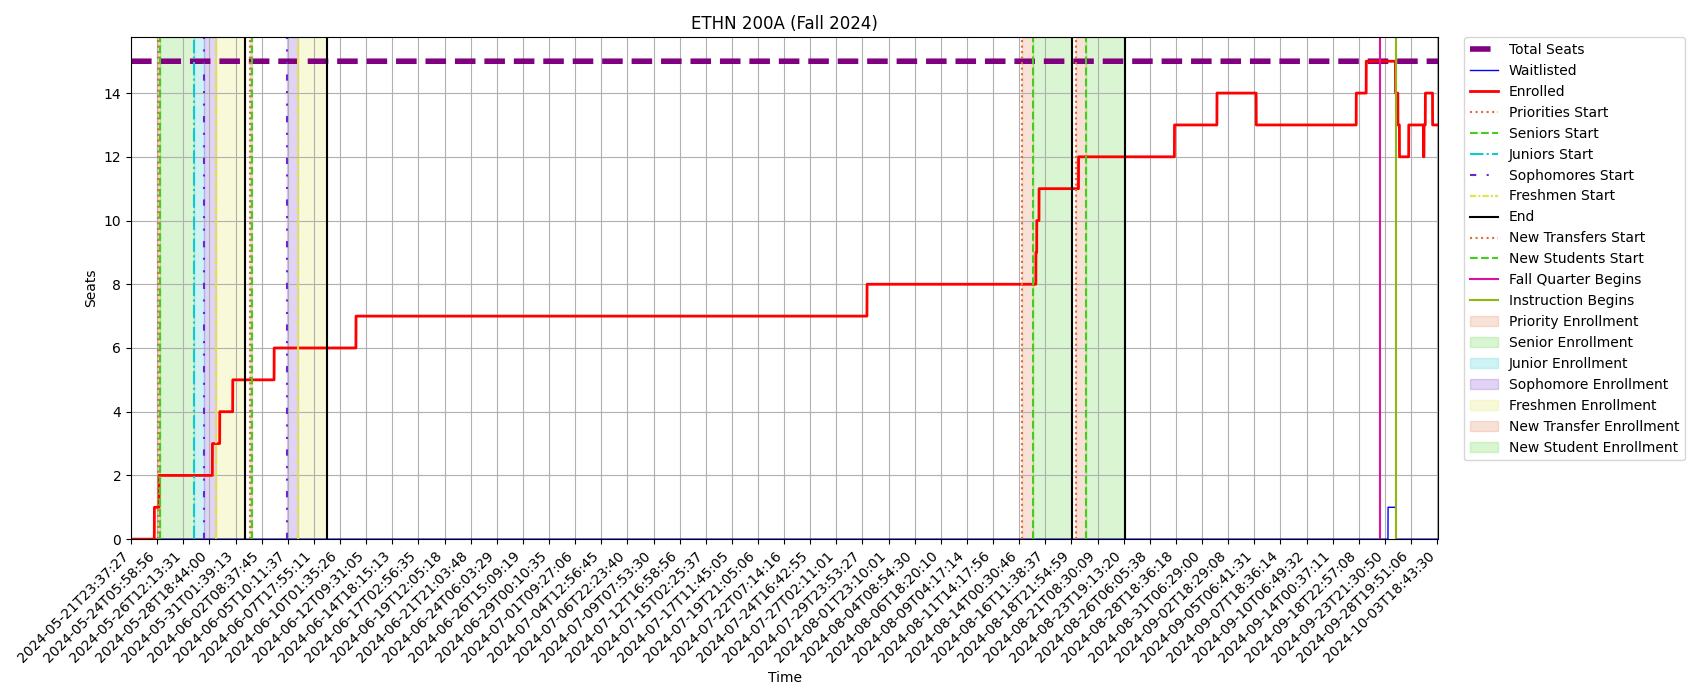 ETHN 200A (Fall 2024)
Seats
14
12
10
8
6
4
2
0
2024-05-21T23:37:27
2024-05-24T05:58:56
2024-05-26T12:13:31
2024-05-28T18:44:00
2024-05-31T01:39:13
2024-06-02T08:37:45
2024-06-05T10:11:37
2024-06-07T17:55:11
2024-06-10T01:35:26
2024-06-12T09:31:05
2024-06-14T18:15:13
2024-06-17T02:56:35
2024-06-19T12:05:18
2024-06-21T21:03:48
2024-06-24T06:03:29
2024-06-26T15:09:19
2024-06-29T00:10:35
2024-07-01T09:27:06
2024-07-04T12:56:45
2024-07-06T22:23:40
2024-07-09T07:53:30
2024-07-12T16:58:56
2024-07-15T02:25:37
2024-07-17T11:45:05
2024-07-19T21:05:06
2024-07-22T07:14:16
2024-07-24T16:42:55
2024-07-27T02:11:01
2024-07-29T23:53:27
2024-08-01T23:10:01
2024-08-04T08:54:30
2024-08-06T18:20:10
2024-08-09T04:17:14
2024-08-11T14:17:56
2024-08-14T00:30:46
2024-08-16T11:38:37
2024-08-18T21:54:59
2024-08-21T08:30:09
2024-08-23T19:13:20
2024-08-26T06:05:38
2024-08-28T18:36:18
2024-08-31T06:29:00
2024-09-02T18:29:08
2024-09-05T06:41:31
2024-09-07T18:36:14
2024-09-10T06:49:32
2024-09-14T00:37:11
2024-09-18T22:57:08
2024-09-23T21:30:50
2024-09-28T19:51:06
2024-10-03T18:43:30
Time
Total Seats
Waitlisted
Enrolled
Priorities Start
Seniors Start
Juniors Start
Sophomores Start
Freshmen Start
End
New Transfers Start
New Students Start
Fall Quarter Begins
Instruction Begins
Priority Enrollment
Senior Enrollment
Junior Enrollment
Sophomore Enrollment
Freshmen Enrollment
New Transfer Enrollment
New Student Enrollment